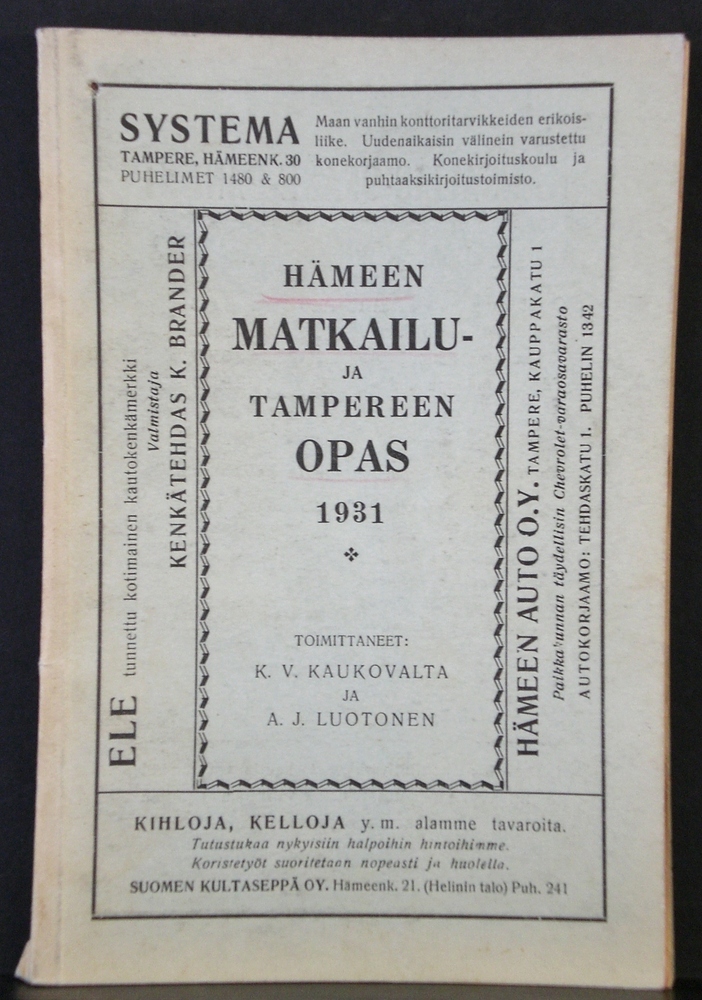 SYSTEMA
TAMPERE, HÄMEENK. 30
PUHELIMET 1480 & 800
Maan vanhin konttoritarvikkeiden erikois-
liike. Uudenaikaisin välinein varustettu
konekorjaamo. Konekirjoituskoulu ja
puhtaaksikirjoitustoimisto.
ELE tunnettu kotimainen kautokenkämerkki
Valmistaja
KENKÄTEHDAS K. BRANDER
HÄMEEN
MATKAILU-
JA
TAMPEREEN
OPAS
1931
TOIMITTANEET:
K. V. KAUKOVALTA
JA
A. J. LUOTONEN
HÄMEEN AUTO O.Y. TAMPERE, KAUPPAKATU 1
Paikkakunnan täydellisin Chevrolet-varaosavarasto
AUTOKORJAAMO: TEHDASKATU 1. PUHELIN 1342
KIHLOJA, KELLOJA y. m. alamme tavaroita.
Tutustukaa nykyisiin halpoihin hintoihimme.
Koristetyöt suoritetaan nopeasti ja huolella.
SUOMEN KULTASEPPÄ OY. Hämeenk. 21. (Helinin talo) Puh. 241